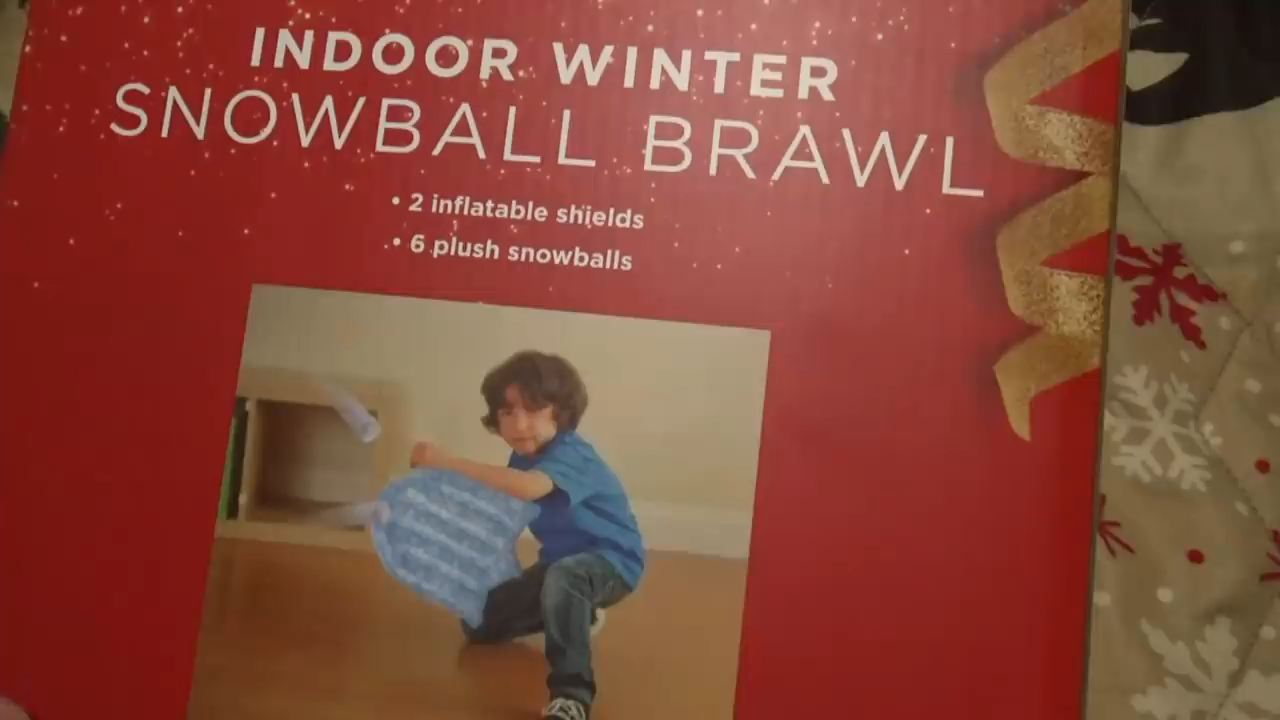 INDOOR WINTER
SNOWBALL BRAWL
• 2 inflatable shields
• 6 plush snowballs